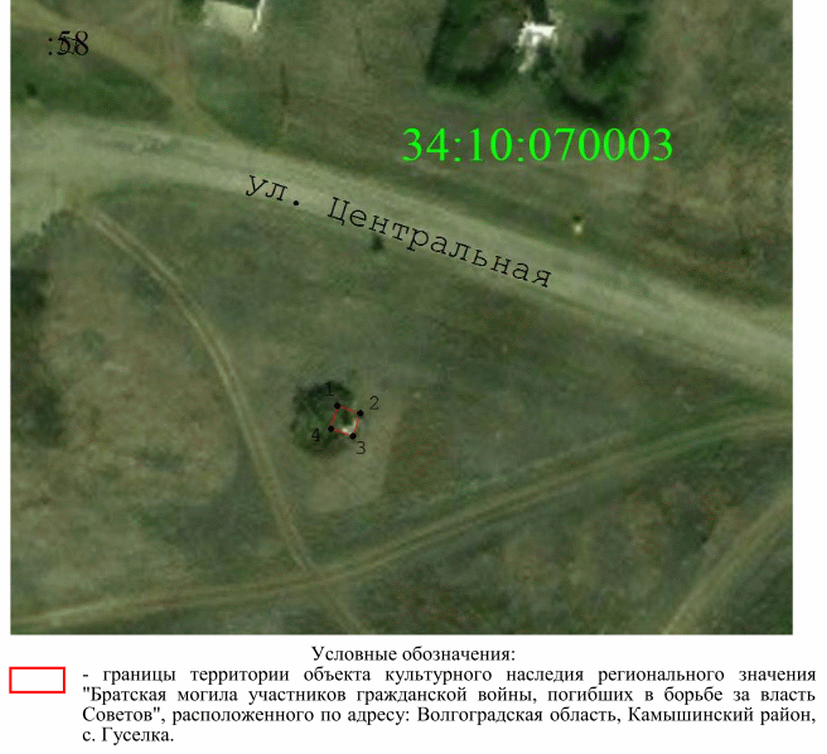 :58
34:10:070003
ул. Центральная
1
2
4
3
Условные обозначения:
- границы территории объекта культурного наследия регионального значения
"Братская могила участников гражданской войны, погибших в борьбе за власть
Советов", расположенного по адресу: Волгоградская область, Камышинский район,
с. Гуселка.